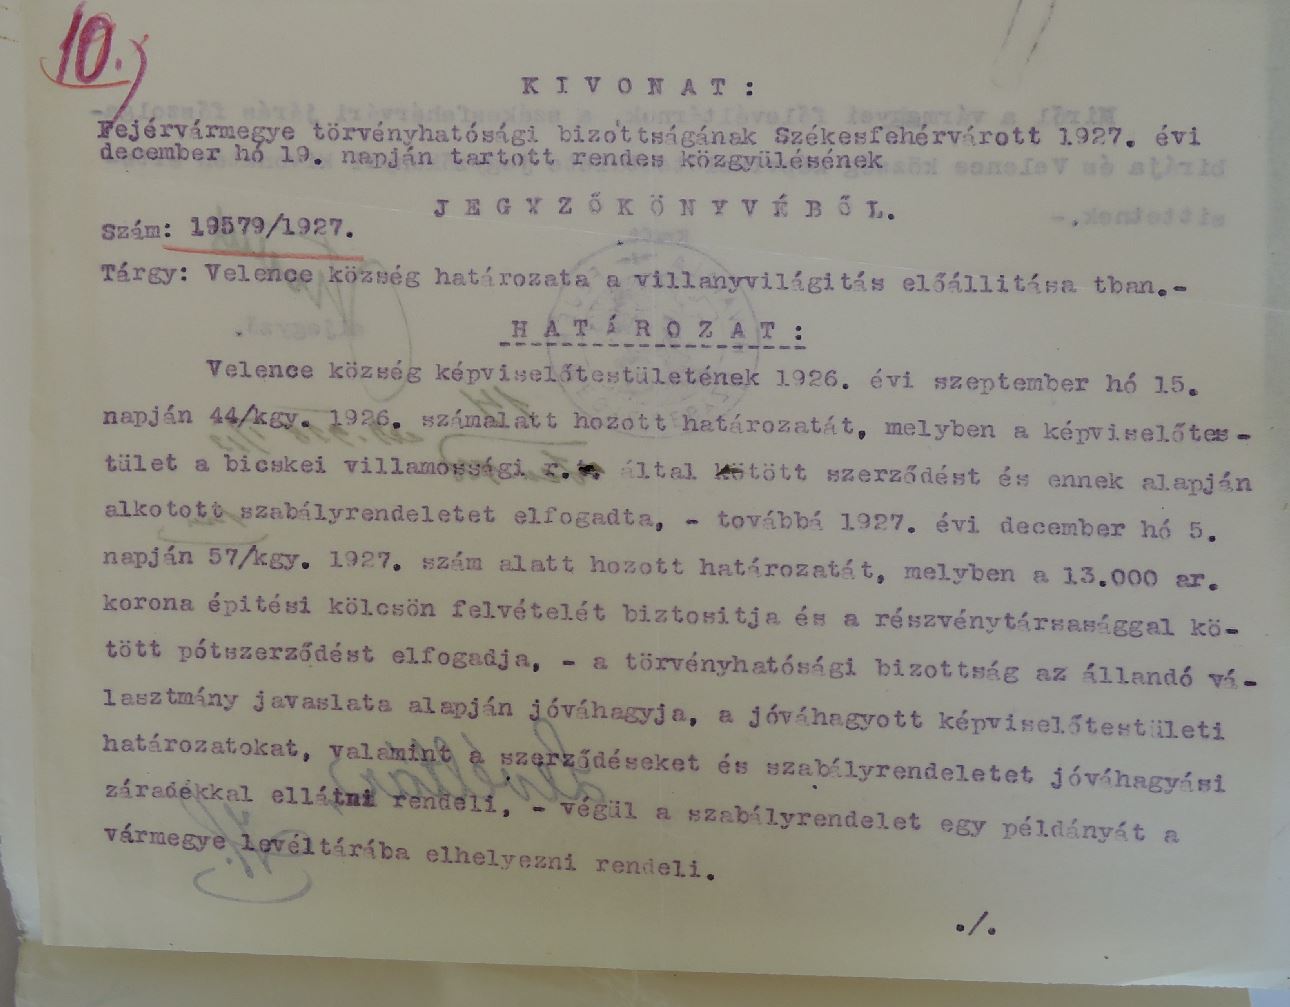 10.
K I V O N A T :
Fejérvármegye törvényhatósági bizottságának Székesfehérvárott 1927. évi
december hó 19. napján tartott rendes közgyülésének
J E G Y Z Ő K Ö N Y V É B Ő L.
Szám: 19579/1927.
Tárgy: Velence község határozata a villanyvilágitás előállitása tban.-
H A T Á R O Z A T :
Velence község képviselőtestületének 1926. évi szeptember hó 15.
napján 44/kgy. 1926. számalatt hozott határozatát, melyben a képviselőtes-
tület a bicskei villamossági r.t. által kötött szerződést és ennek alapján
alkotott szabályrendeletet elfogadta, - továbbá 1927. évi december hó 5.
napján 57/kgy. 1927. szám alatt hozott határozatát, melyben a 13.000 ar.
korona épitési kölcsön felvételét biztositja és a részvénytársasággal kö-
tött pótszerződést elfogadja, - a törvényhatósági bizottság az állandó vá-
lasztmány javaslata alapján jóváhagyja, a jóváhagyott képviselőtestületi
határozatokat, valamint a szerződéseket és szabályrendeletet jóváhagyási
záradékkal ellátni rendeli, - végül a szabályrendelet egy példányát a
vármegye levéltárába elhelyezni rendeli.
./.